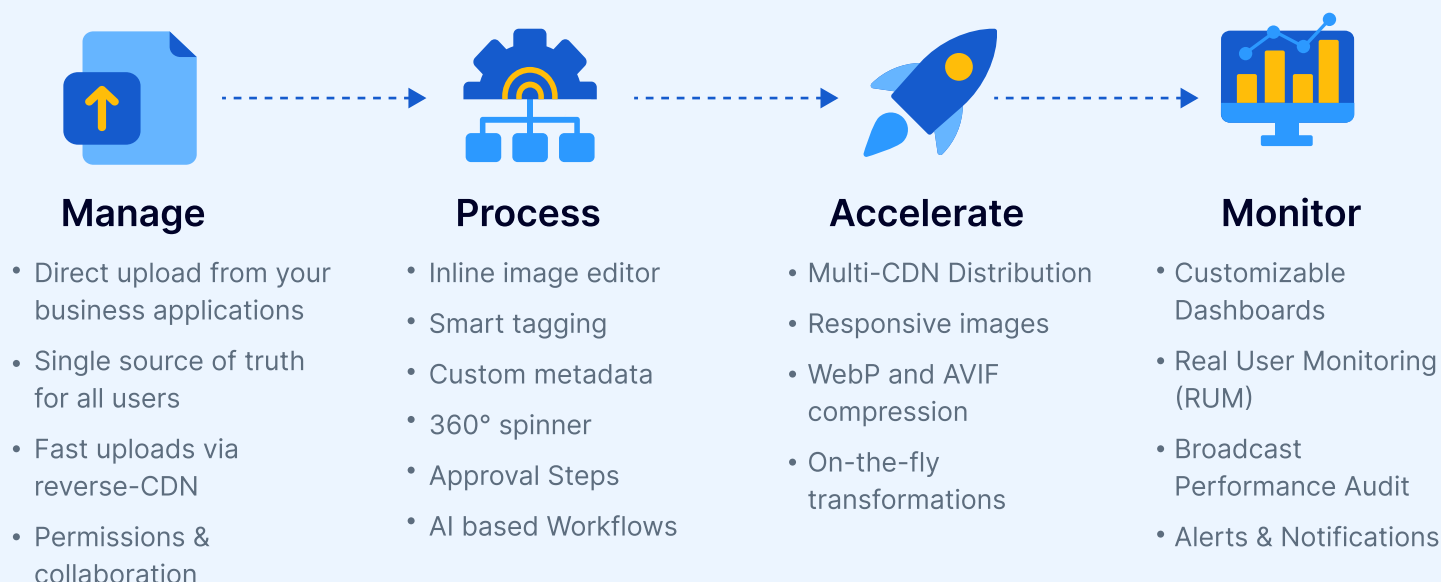 Manage
Direct upload from your
business applications
Single source of truth
for all users
Fast uploads via
reverse-CDN
Permissions &
collaboration
Process
Inline image editor
Smart tagging
Custom metadata
360° spinner
Approval Steps
AI based Workflows
Accelerate
Multi-CDN Distribution
Responsive images
WebP and AVIF
compression
On-the-fly
transformations
Monitor
Customizable
Dashboards
Real User Monitoring
(RUM)
Broadcast
Performance Audit
Alerts & Notifications